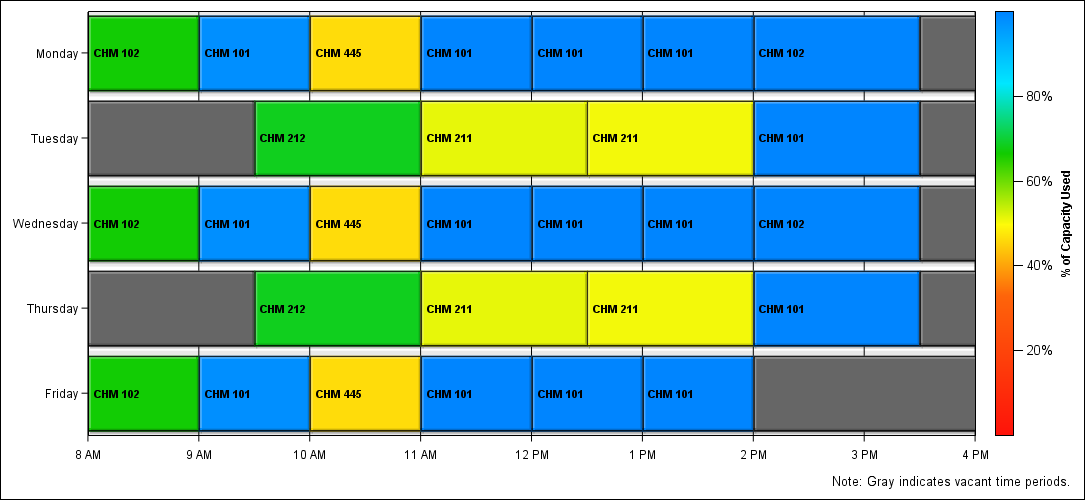 Monday CHM 102 CHM 101 CHM 445 CHM 101 CHM 101 CHM 101 CHM 102
Tuesday CHM 212 CHM 211 CHM 211 CHM 101
Wednesday CHM 102 CHM 101 CHM 445 CHM 101 CHM 101 CHM 101 CHM 102
Thursday CHM 212 CHM 211 CHM 211 CHM 101
Friday CHM 102 CHM 101 CHM 445 CHM 101 CHM 101 CHM 101
8 AM 9 AM 10 AM 11 AM 12 PM 1 PM 2 PM 3 PM 4 PM
80%
60%
40%
20%
% of Capacity Used
Note: Gray indicates vacant time periods.